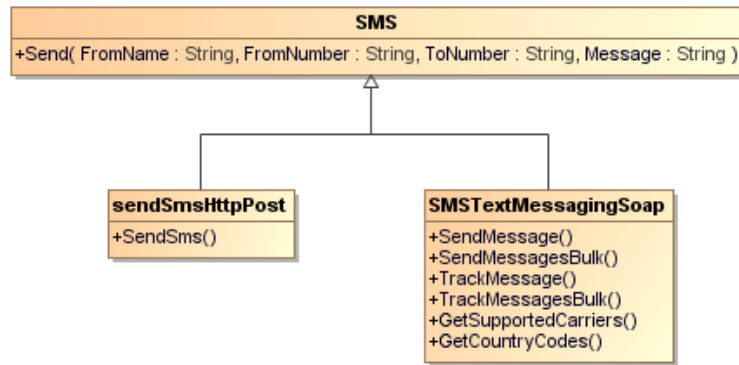 SMS
+Send( FromName : String, FromNumber : String, ToNumber : String, Message : String )
sendSmsHttpPost
+SendSms()
SMSTextMessagingSoap
+SendMessage()
+SendMessagesBulk()
+TrackMessage()
+TrackMessagesBulk()
+GetSupportedCarriers()
+GetCountryCodes()